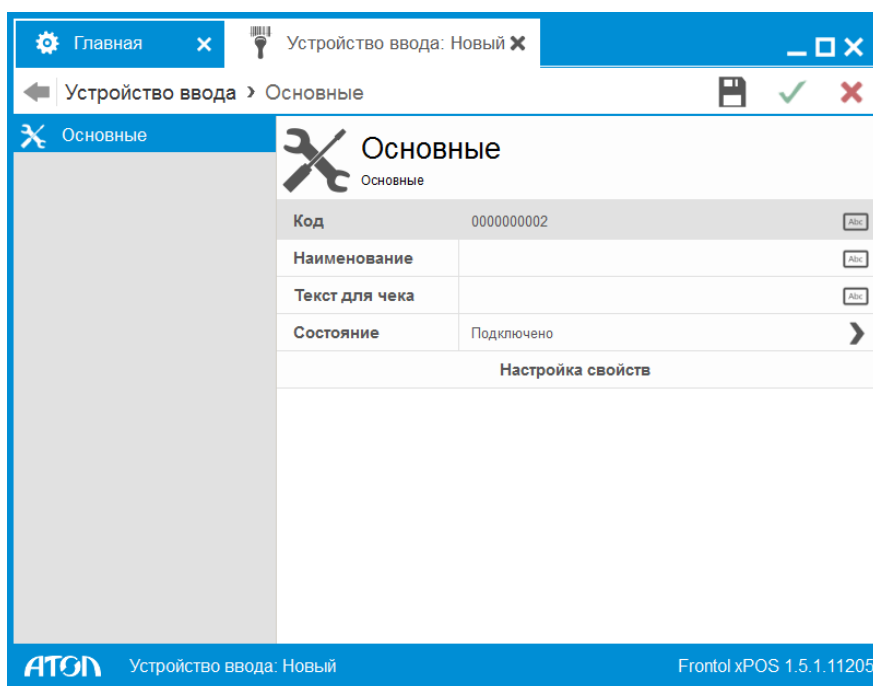 Главная
Устройство ввода: Новый
Устройство ввода › Основные
Основные
Основные
Основные
Код 0000000002 Abc
Наименование Abc
Текст для чека Abc
Состояние Подключено
Настройка свойств
АТОЛ Устройство ввода: Новый Frontol xPOS 1.5.1.11205